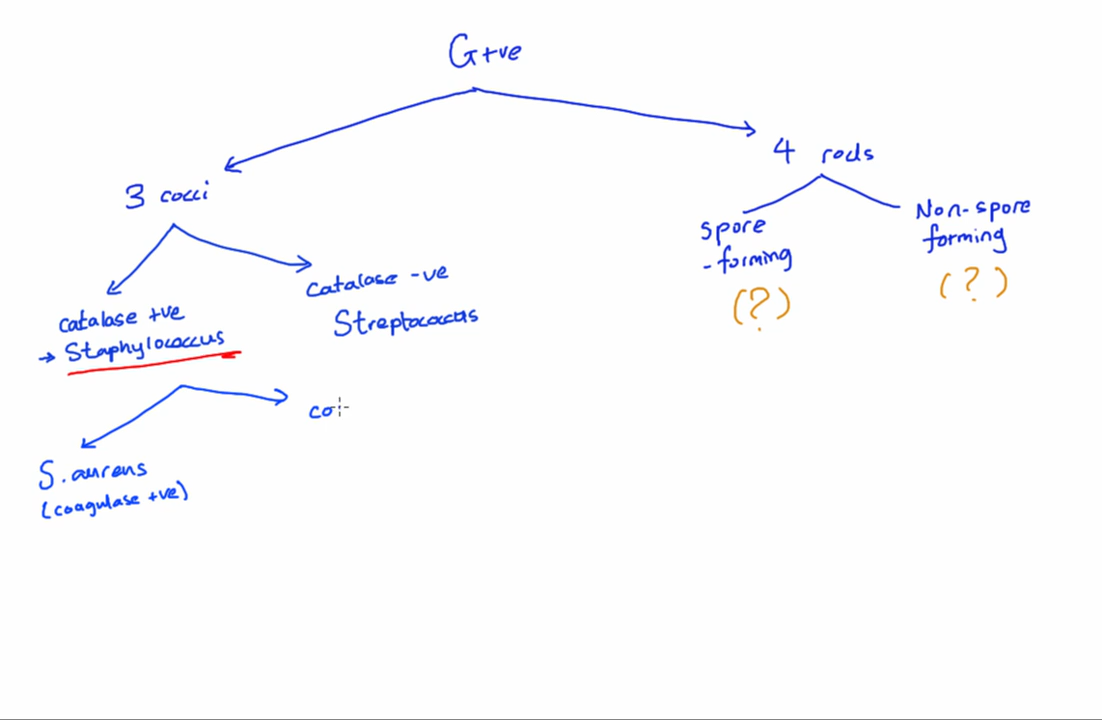 G+ve
4 rods
3 cocci
spore
-forming
(?)
Non-spore
forming
(?)
catalase +ve
→ Staphylococcus
catalase -ve
Streptococcus
co
S. aureus
(coagulase +ve)